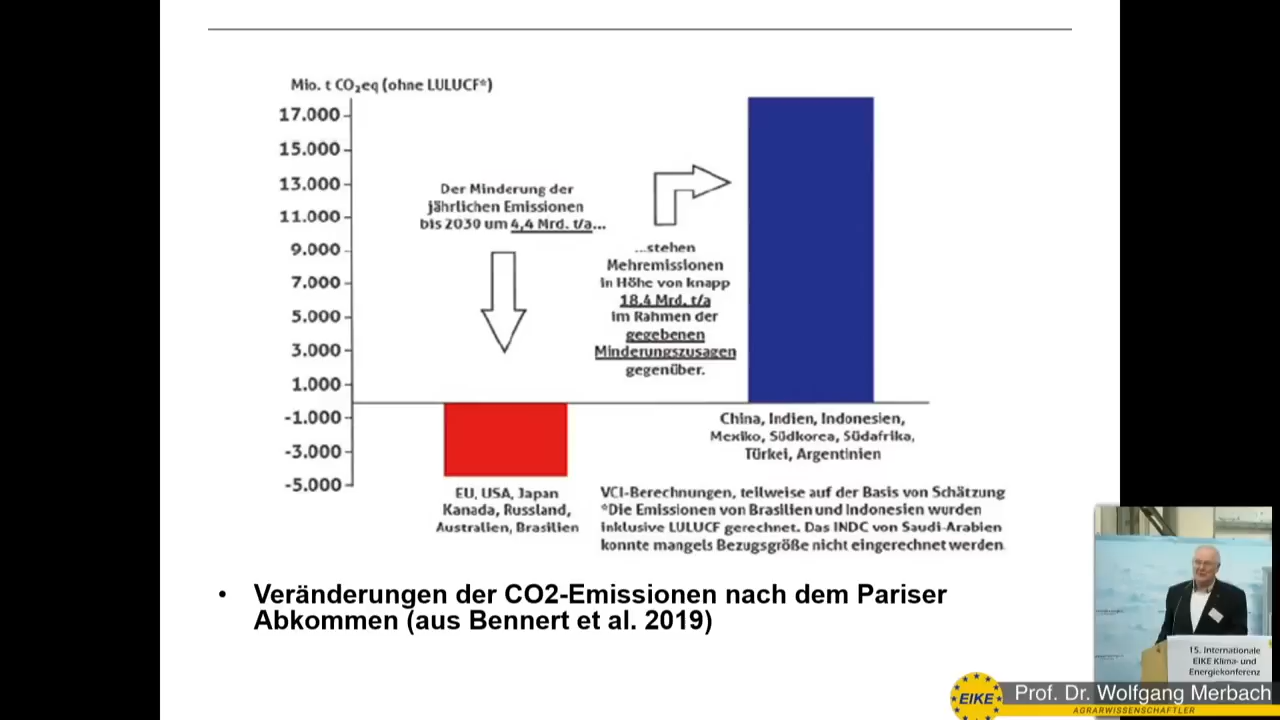 Mio. t CO₂eq (ohne LULUCF*)
17.000
15.000
13.000
11.000
9.000
7.000
5.000
3.000
1.000
-1.000
-3.000
-5.000
Der Minderung der
jährlichen Emissionen
bis 2030 um 4,4 Mrd. t/a...
...stehen
Mehremissionen
in Höhe von knapp
18,4 Mrd. t/a
im Rahmen der
gegebenen
Minderungszusagen
gegenüber.
China, Indien, Indonesien,
Mexiko, Südkorea, Südafrika,
Türkei, Argentinien
EU, USA, Japan
Kanada, Russland,
Australien, Brasilien
VCI-Berechnungen, teilweise auf der Basis von Schätzung
*Die Emissionen von Brasilien und Indonesien wurden
inklusive LULUCF gerechnet. Das INDC von Saudi-Arabien
konnte mangels Bezugsgröße nicht eingerechnet werden
• Veränderungen der CO2-Emissionen nach dem Pariser
Abkommen (aus Bennert et al. 2019)
15. Internationale
EIKE Klima- und
Energiekonferenz
EIKE
Prof. Dr. Wolfgang Merbach
AGRARWISSENSCHAFTLER